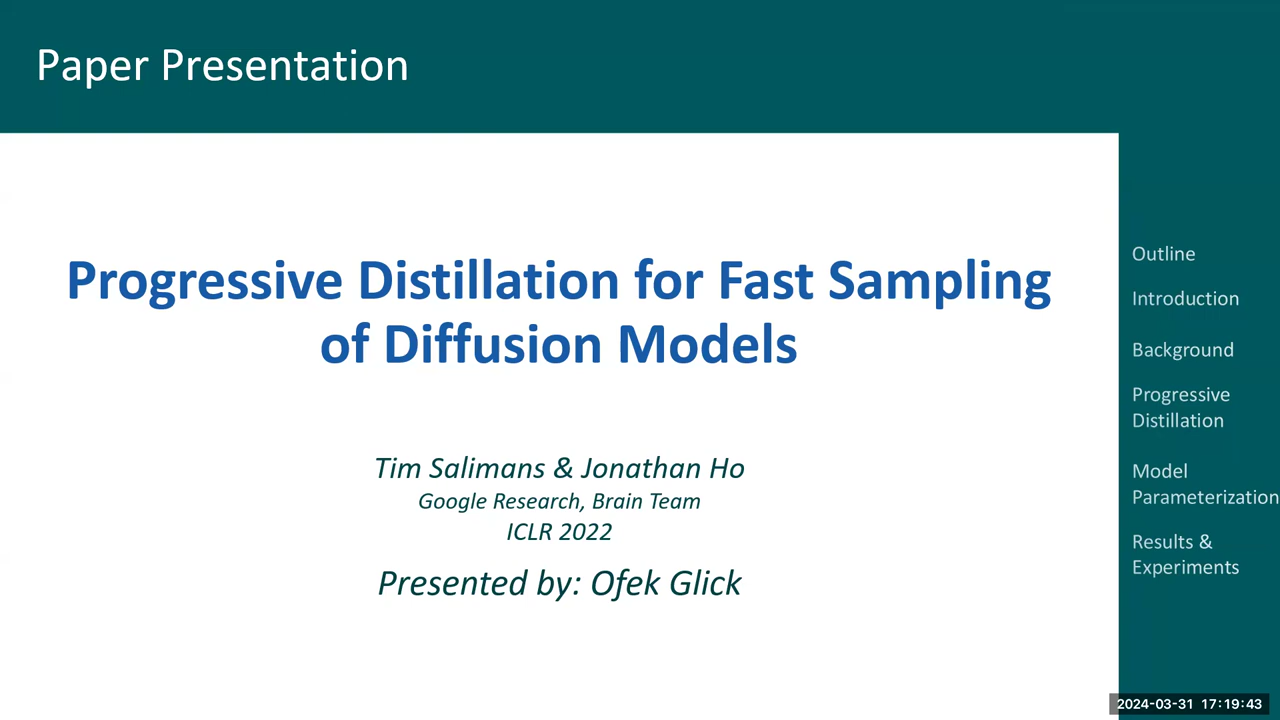 Paper Presentation
Progressive Distillation for Fast Sampling
of Diffusion Models
Tim Salimans & Jonathan Ho
Google Research, Brain Team
ICLR 2022
Presented by: Ofek Glick
Outline
Introduction
Background
Progressive
Distillation
Model
Parameterization
Results &
Experiments
2024-03-31 17:19:43